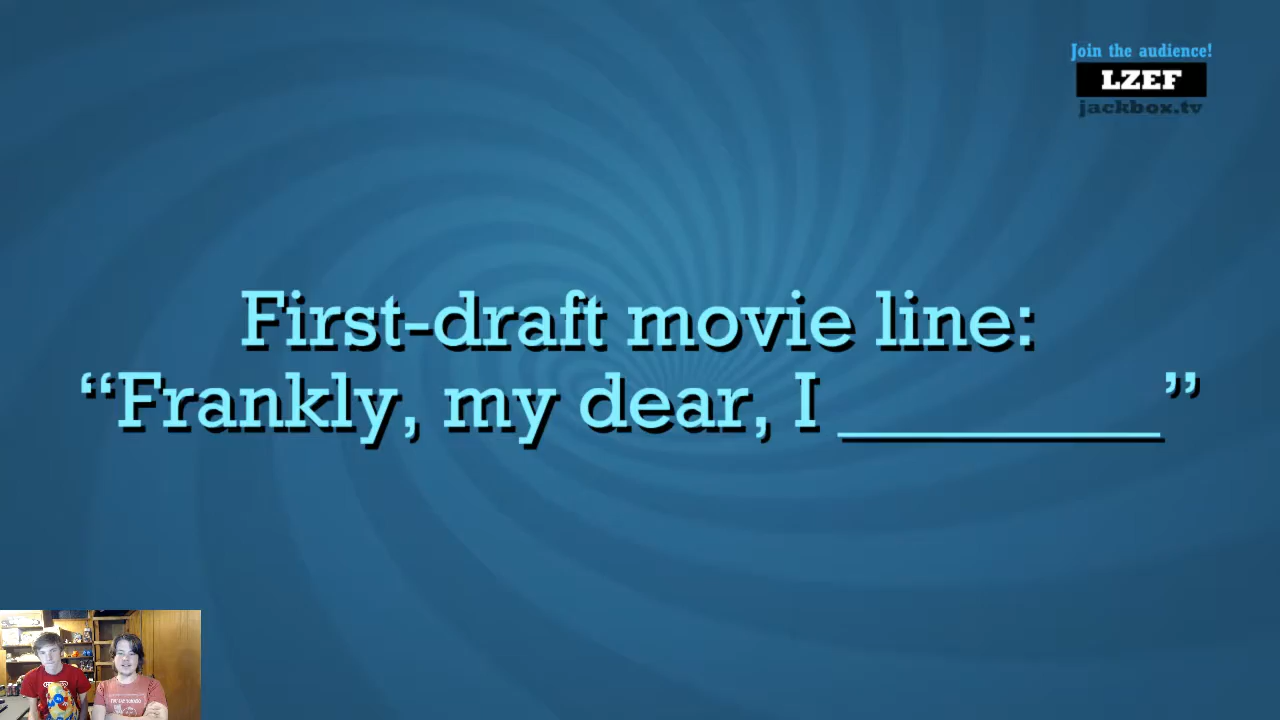 Join the audience!
LZEF
jackbox.tv
First-draft movie line:
“Frankly, my dear, I ________”